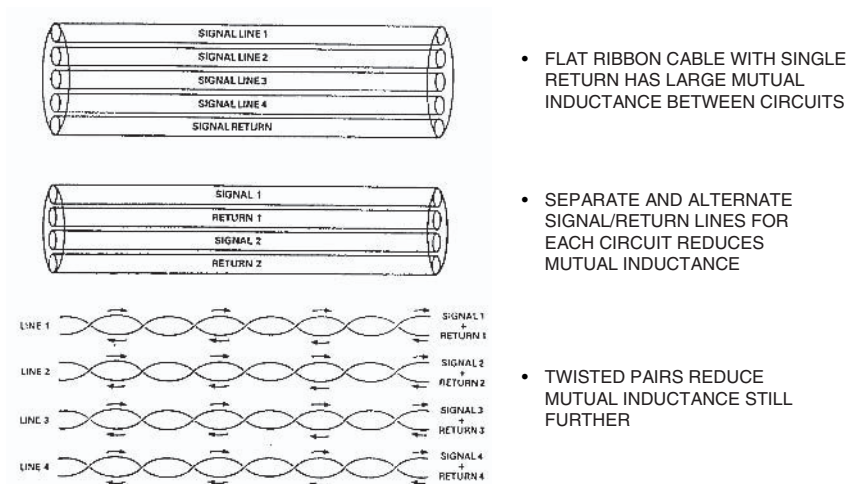 SIGNAL LINE 1
SIGNAL LINE 2
SIGNAL LINE 3
SIGNAL LINE 4
SIGNAL RETURN
• FLAT RIBBON CABLE WITH SINGLE
RETURN HAS LARGE MUTUAL
INDUCTANCE BETWEEN CIRCUITS
SIGNAL 1
RETURN 1
SIGNAL 2
RETURN 2
• SEPARATE AND ALTERNATE
SIGNAL/RETURN LINES FOR
EACH CIRCUIT REDUCES
MUTUAL INDUCTANCE
LINE 1
SIGNAL 1
+
RETURN 1
LINE 2
SIGNAL 2
+
RETURN 2
LINE 3
SIGNAL 3
+
RETURN 3
LINE 4
SIGNAL 4
+
RETURN 4
• TWISTED PAIRS REDUCE
MUTUAL INDUCTANCE STILL
FURTHER